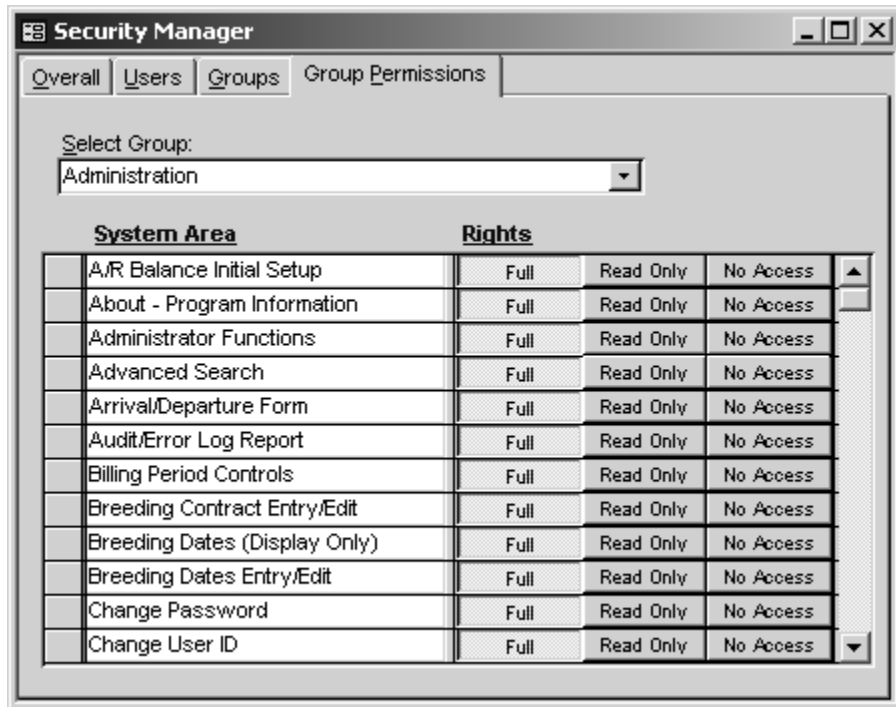 Security Manager
Overall Users Groups Group Permissions
Select Group:
Administration
System Area Rights
A/R Balance Initial Setup Full Read Only No Access
About - Program Information Full Read Only No Access
Administrator Functions Full Read Only No Access
Advanced Search Full Read Only No Access
Arrival/Departure Form Full Read Only No Access
Audit/Error Log Report Full Read Only No Access
Billing Period Controls Full Read Only No Access
Breeding Contract Entry/Edit Full Read Only No Access
Breeding Dates (Display Only) Full Read Only No Access
Breeding Dates Entry/Edit Full Read Only No Access
Change Password Full Read Only No Access
Change User ID Full Read Only No Access